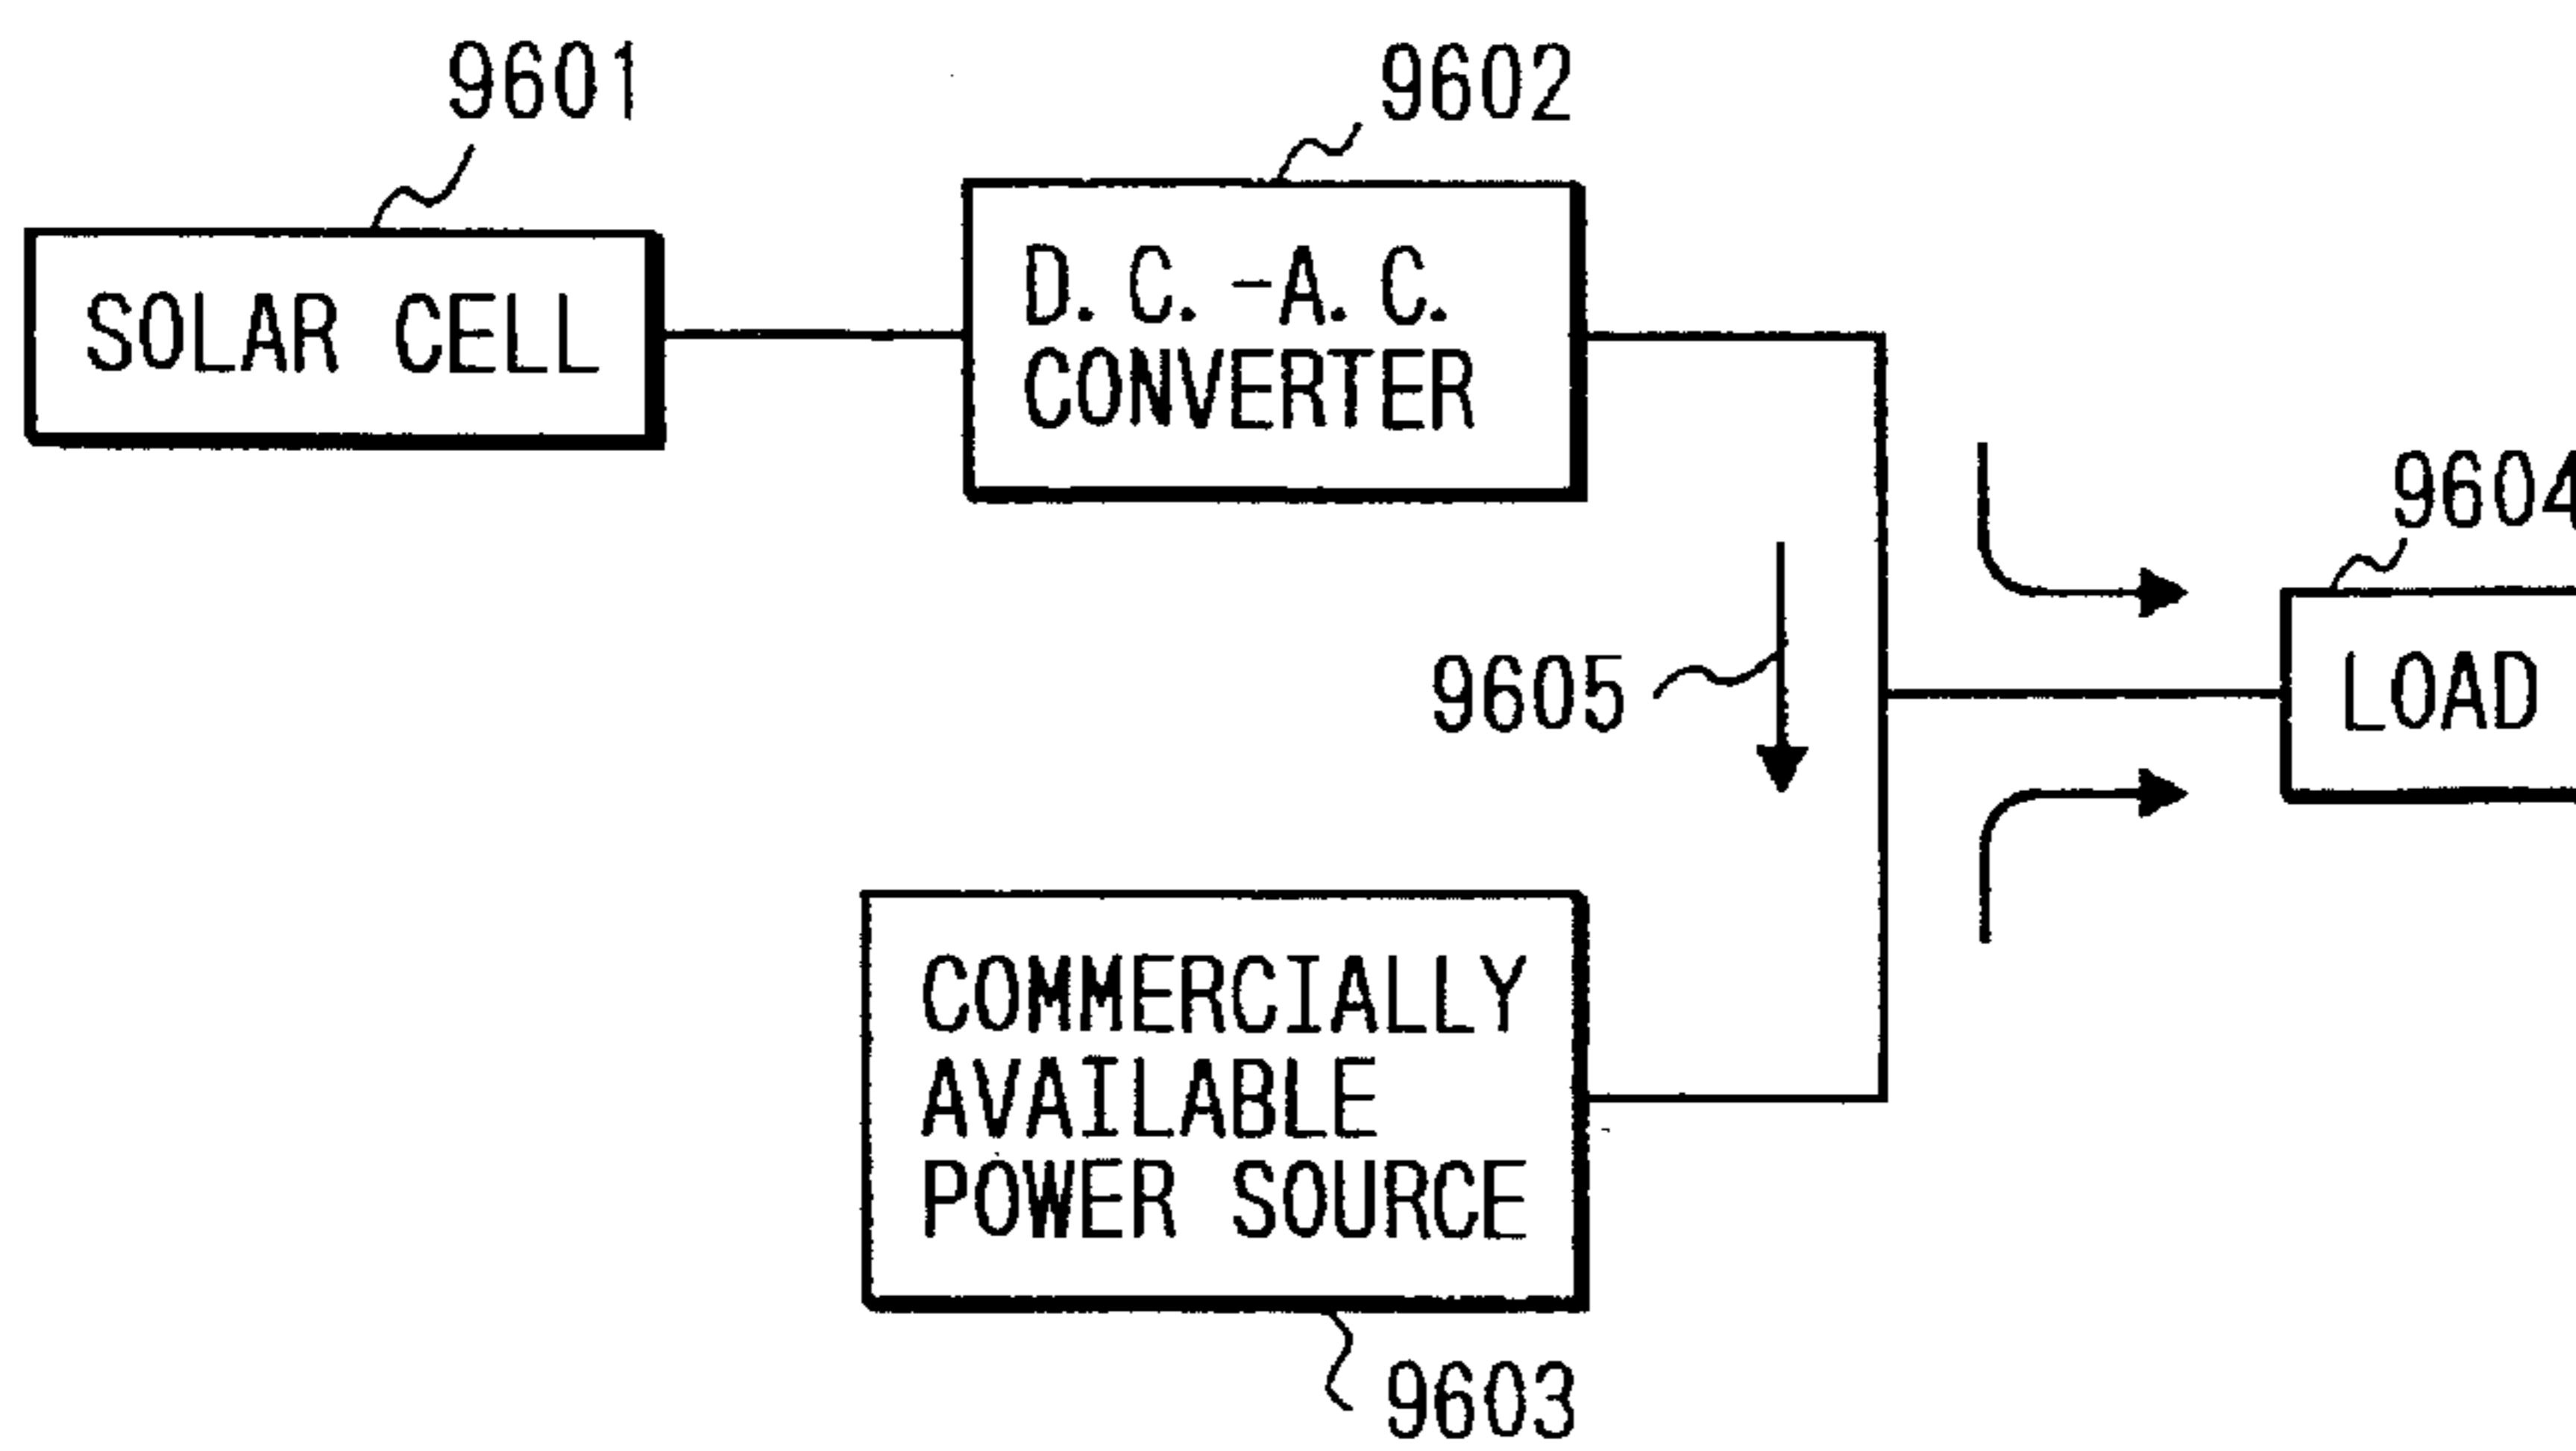 9601
9602
SOLAR CELL
D.C.-A.C.
CONVERTER
9604
9605
LOAD
COMMERCIALLY
AVAILABLE
POWER SOURCE
9603